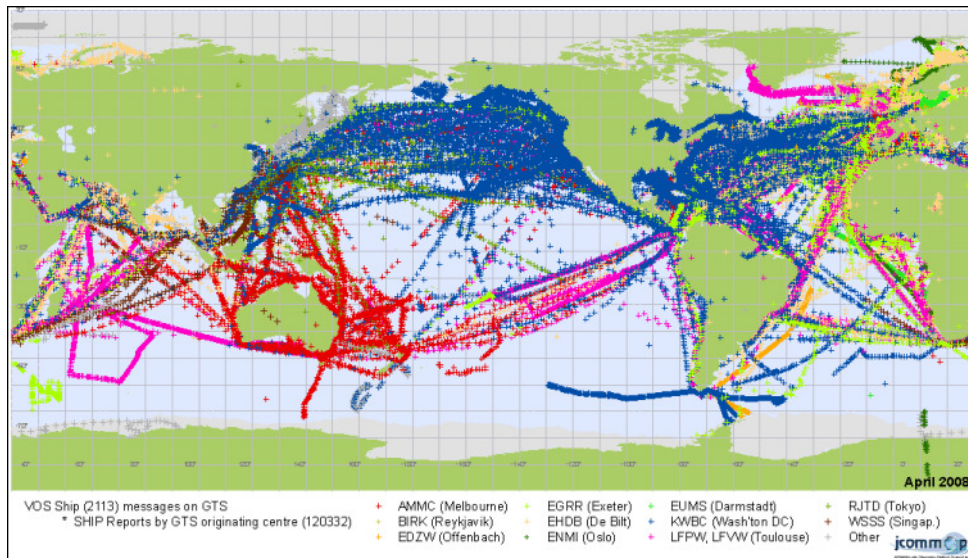 April 2008
VOS Ship (2113) messages on GTS
* SHIP Reports by GTS originating centre (120332)
AMMC (Melbourne)
BIRK (Reykjavik)
EDZW (Offenbach)
EGRR (Exeter)
EHDB (De Bilt)
ENMI (Oslo)
EUMS (Darmstadt)
KWBC (Wash'ton DC)
LFPW, LFVW (Toulouse)
RJTD (Tokyo)
WSSS (Singap.)
Other
jcommop